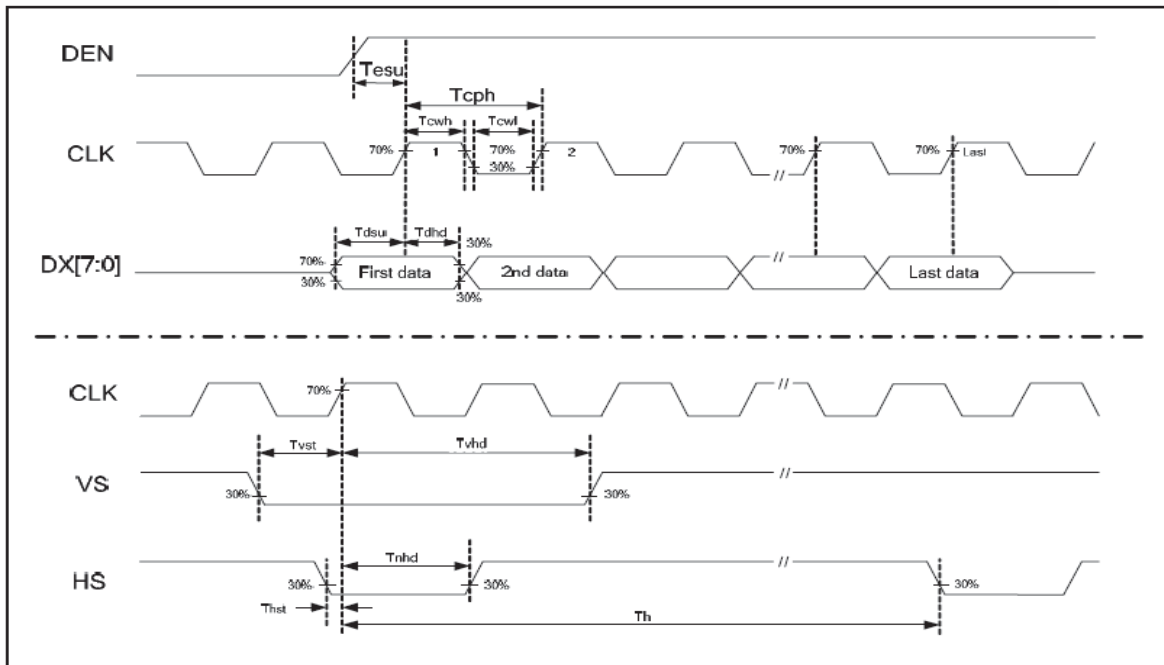 DEN
Tesu
Tcph
Tcwh
Tcwl
CLK
70%
1
70%
30%
2
70%
70%
Last
//
Tdsu
Tdhd
30%
DX[7:0]
70%
30%
First data
30%
2nd data
//
Last data
CLK
70%
//
Tvst
Tvhd
VS
30%
30%
//
Tnhd
HS
30%
30%
//
30%
Thst
Th